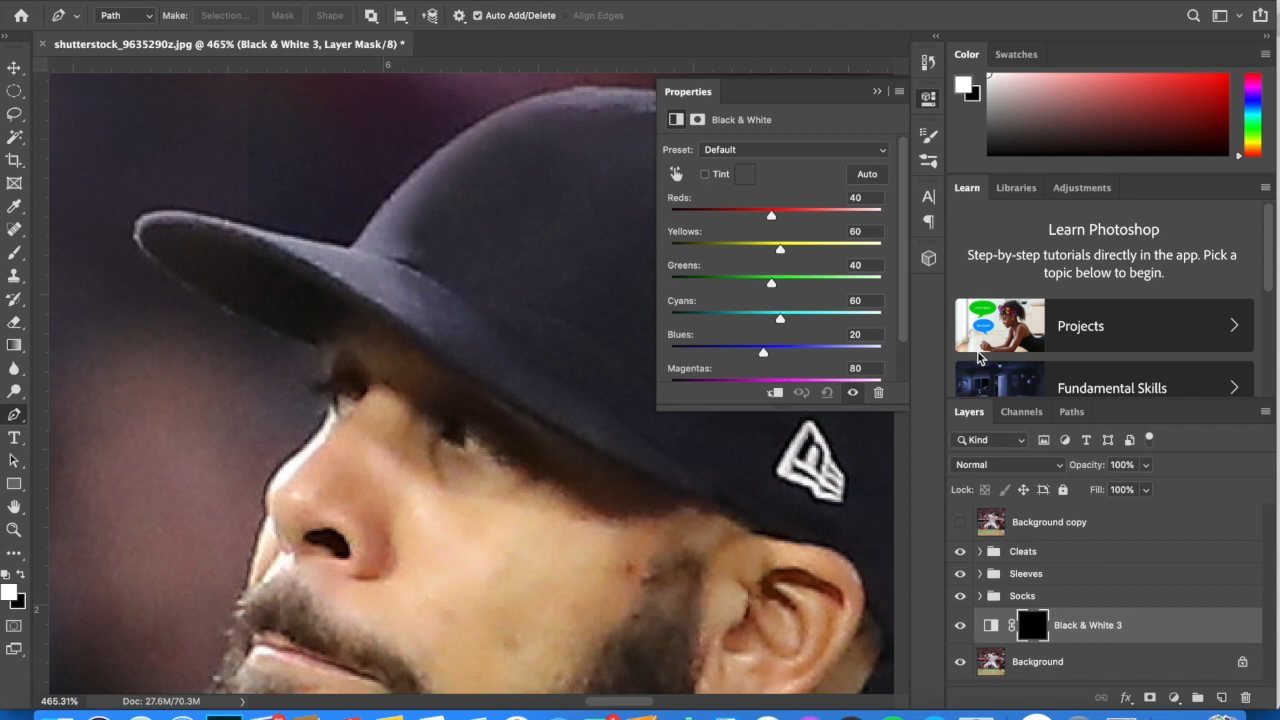 Path
Make:
Selection...
Mask
Shape
Auto Add/Delete
Align Edges
× shutterstock_9635290z.jpg @ 465% (Black & White 3, Layer Mask/8) *
6
2
465.31%
Doc: 27.6M/70.3M
T
Properties
Black & White
Preset: Default
Tint
Auto
Reds: 40
Yellows: 60
Greens: 40
Cyans: 60
Blues: 20
Magentas: 80
A
Color
Swatches
Learn
Libraries
Adjustments
Learn Photoshop
Step-by-step tutorials directly in the app. Pick a
topic below to begin.
Projects
Fundamental Skills
Layers
Channels
Paths
Kind
T
Normal
Opacity: 100%
Lock:
Fill: 100%
Background copy
Cleats
Sleeves
Socks
Black & White 3
Background
fx